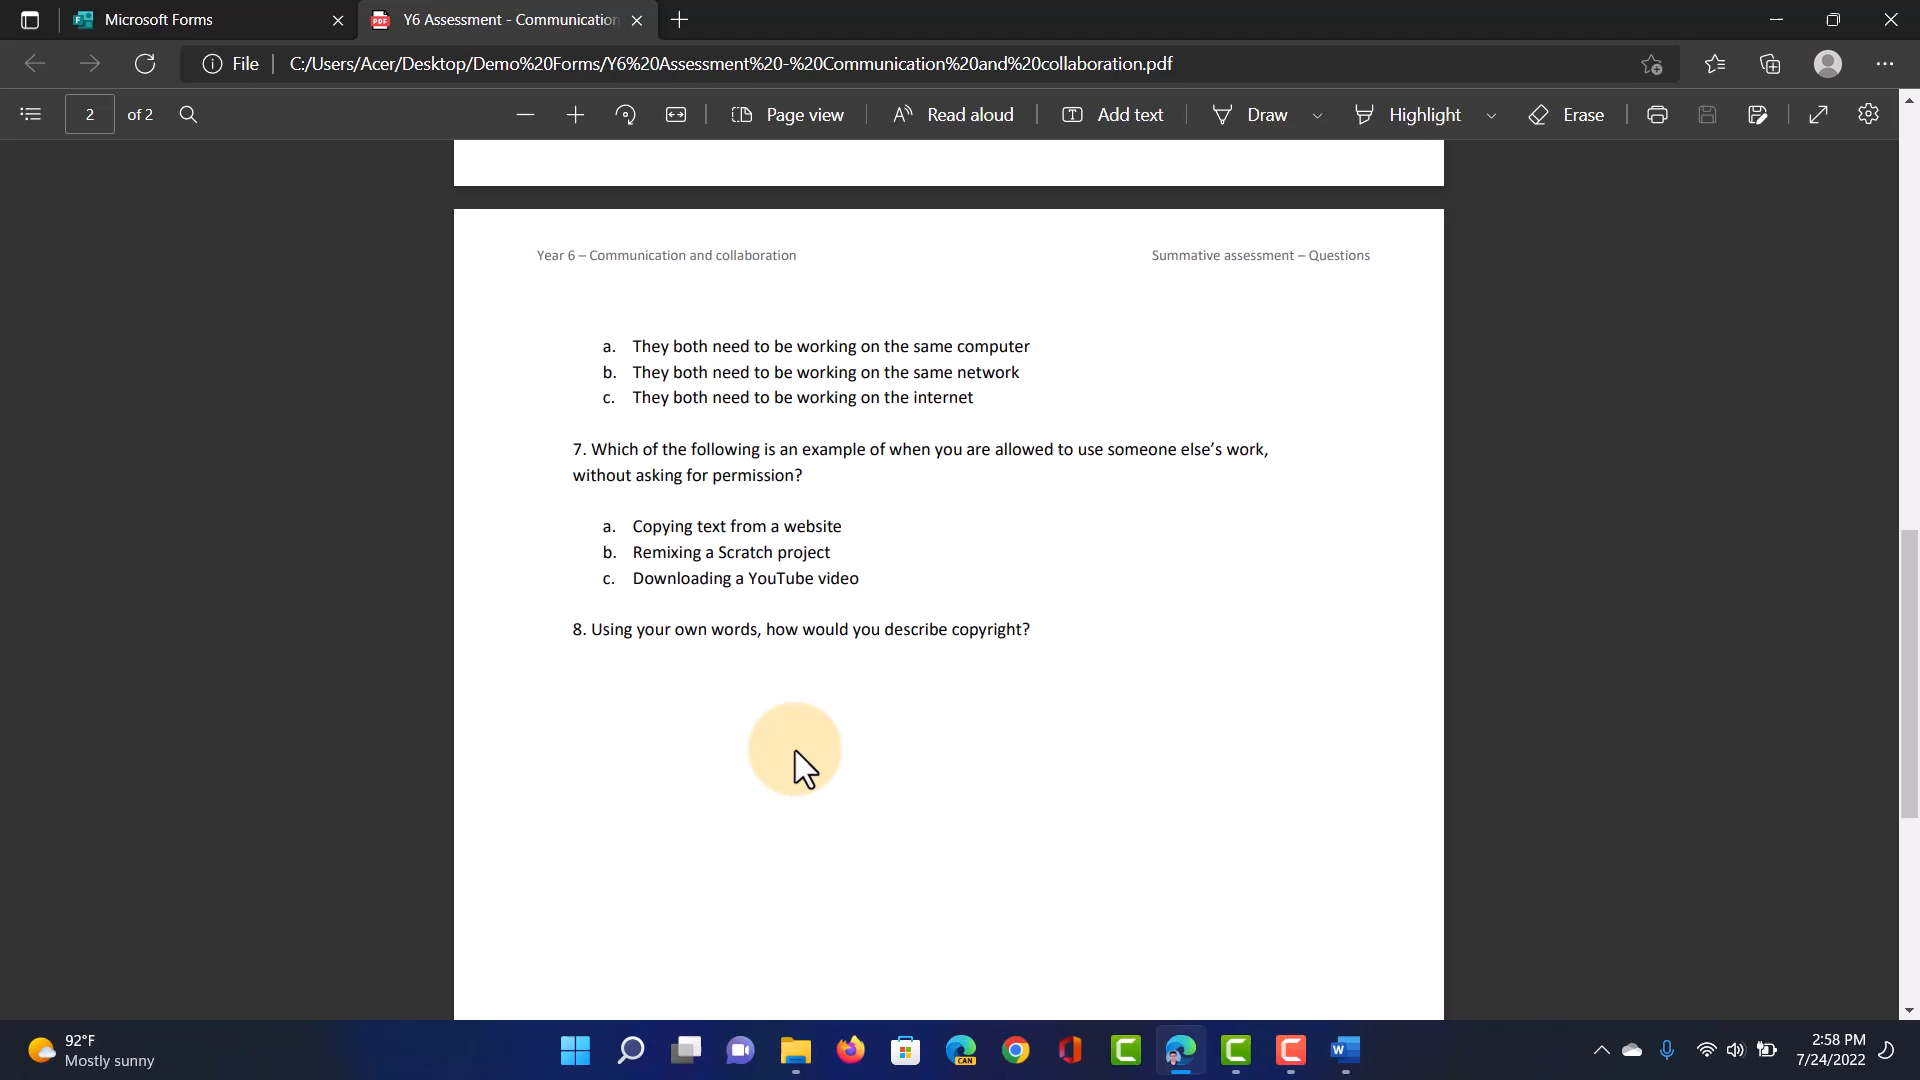 Microsoft Forms
Y6 Assessment - Communication
File
C:/Users/Acer/Desktop/Demo%20Forms/Y6%20Assessment%20-%20Communication%20and%20collaboration.pdf
2 of 2
Page view
Read aloud
Add text
Draw
Highlight
Erase
Year 6 – Communication and collaboration
Summative assessment – Questions
a. They both need to be working on the same computer
b. They both need to be working on the same network
c. They both need to be working on the internet
7. Which of the following is an example of when you are allowed to use someone else’s work,
without asking for permission?
a. Copying text from a website
b. Remixing a Scratch project
c. Downloading a YouTube video
8. Using your own words, how would you describe copyright?
92°F
Mostly sunny
CAN
2:58 PM
7/24/2022